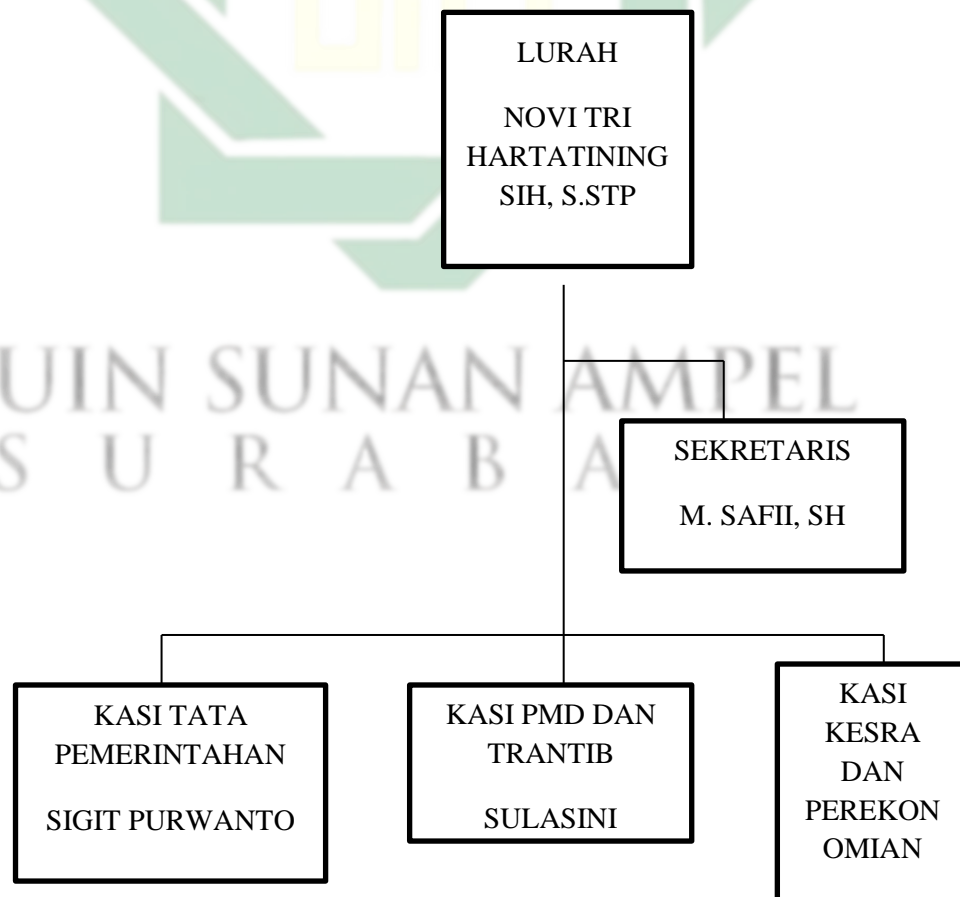 LURAH
NOVI TRI
HARTATINING
SIH, S.STP
UIN SUNAN AMPEL
S U R A B A
SEKRETARIS
M. SAFII, SH
KASI TATA
PEMERINTAHAN
SIGIT PURWANTO
KASI PMD DAN
TRANTIB
SULASINI
KASI
KESRA
DAN
PEREKON
OMIAN